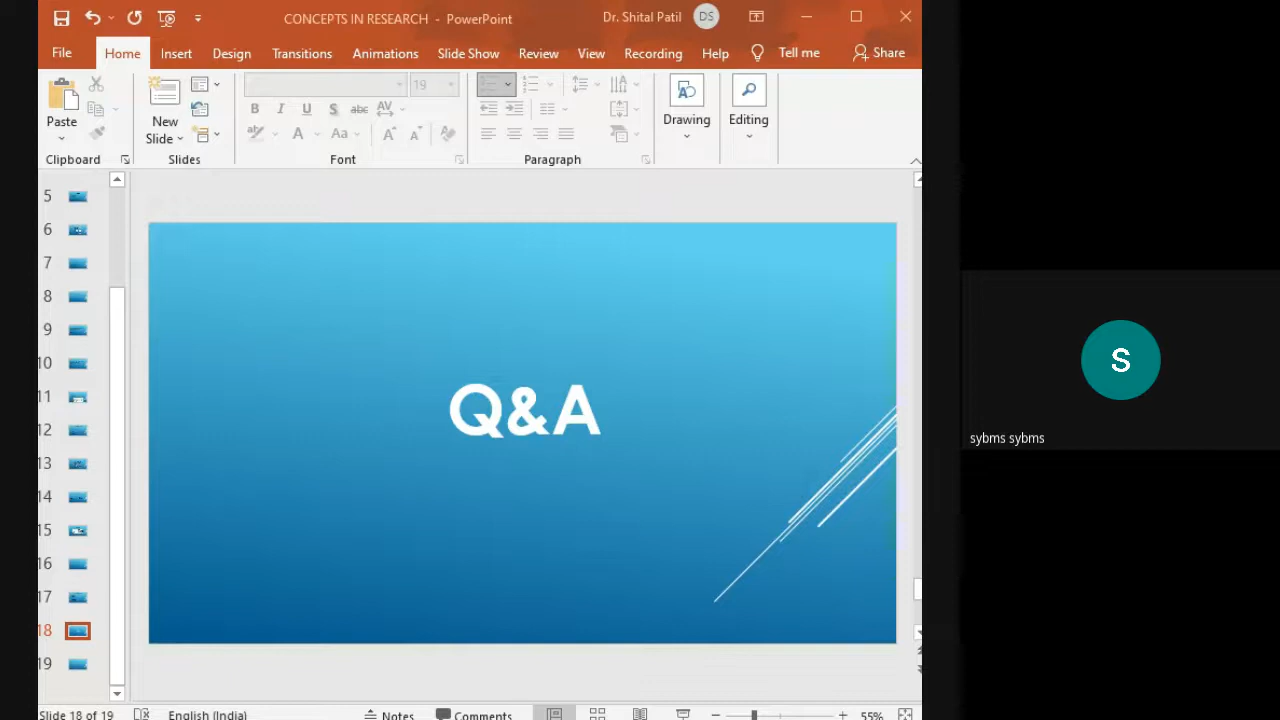 CONCEPTS IN RESEARCH - PowerPoint
Dr. Shital Patil
DS
File
Home
Insert
Design
Transitions
Animations
Slide Show
Review
View
Recording
Help
Tell me
Share
Paste
New
Slide
19
B I U S abc AV
A Aa A A
Drawing
Editing
Clipboard
Slides
Font
Paragraph
5
6
7
8
9
10
11
12
13
14
15
16
17
18
19
Q&A
S
sybms sybms
Slide 18 of 19
English (India)
Notes
Comments
55%